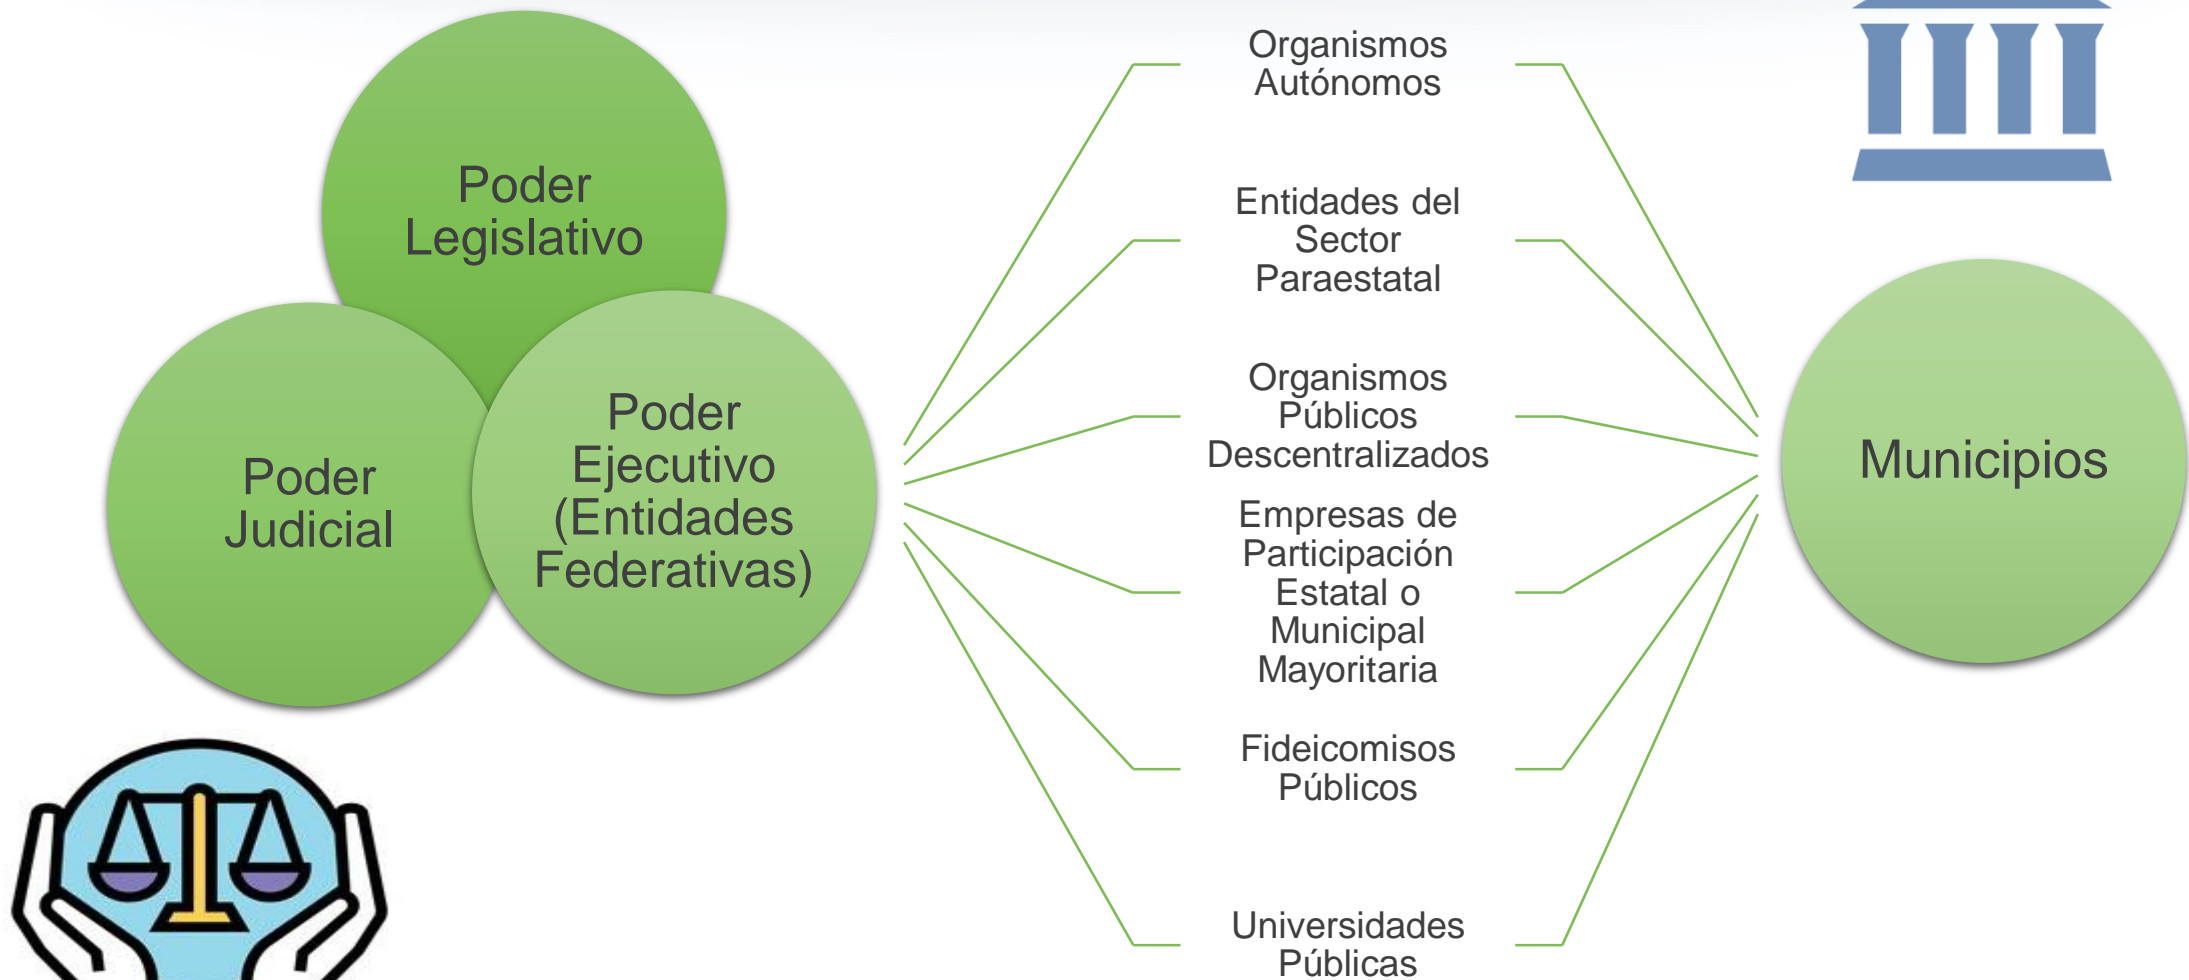 Poder
Legislativo
Poder
Judicial
Poder
Ejecutivo
(Entidades
Federativas)
Organismos
Autónomos
Entidades del
Sector
Paraestatal
Organismos
Públicos
Descentralizados
Empresas de
Participación
Estatal o
Municipal
Mayoritaria
Fideicomisos
Públicos
Universidades
Públicas
Municipios